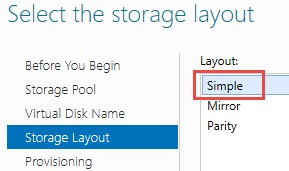 Select the storage layout
Before You Begin
Storage Pool
Virtual Disk Name
Storage Layout
Provisioning
Layout:
Simple
Mirror
Parity